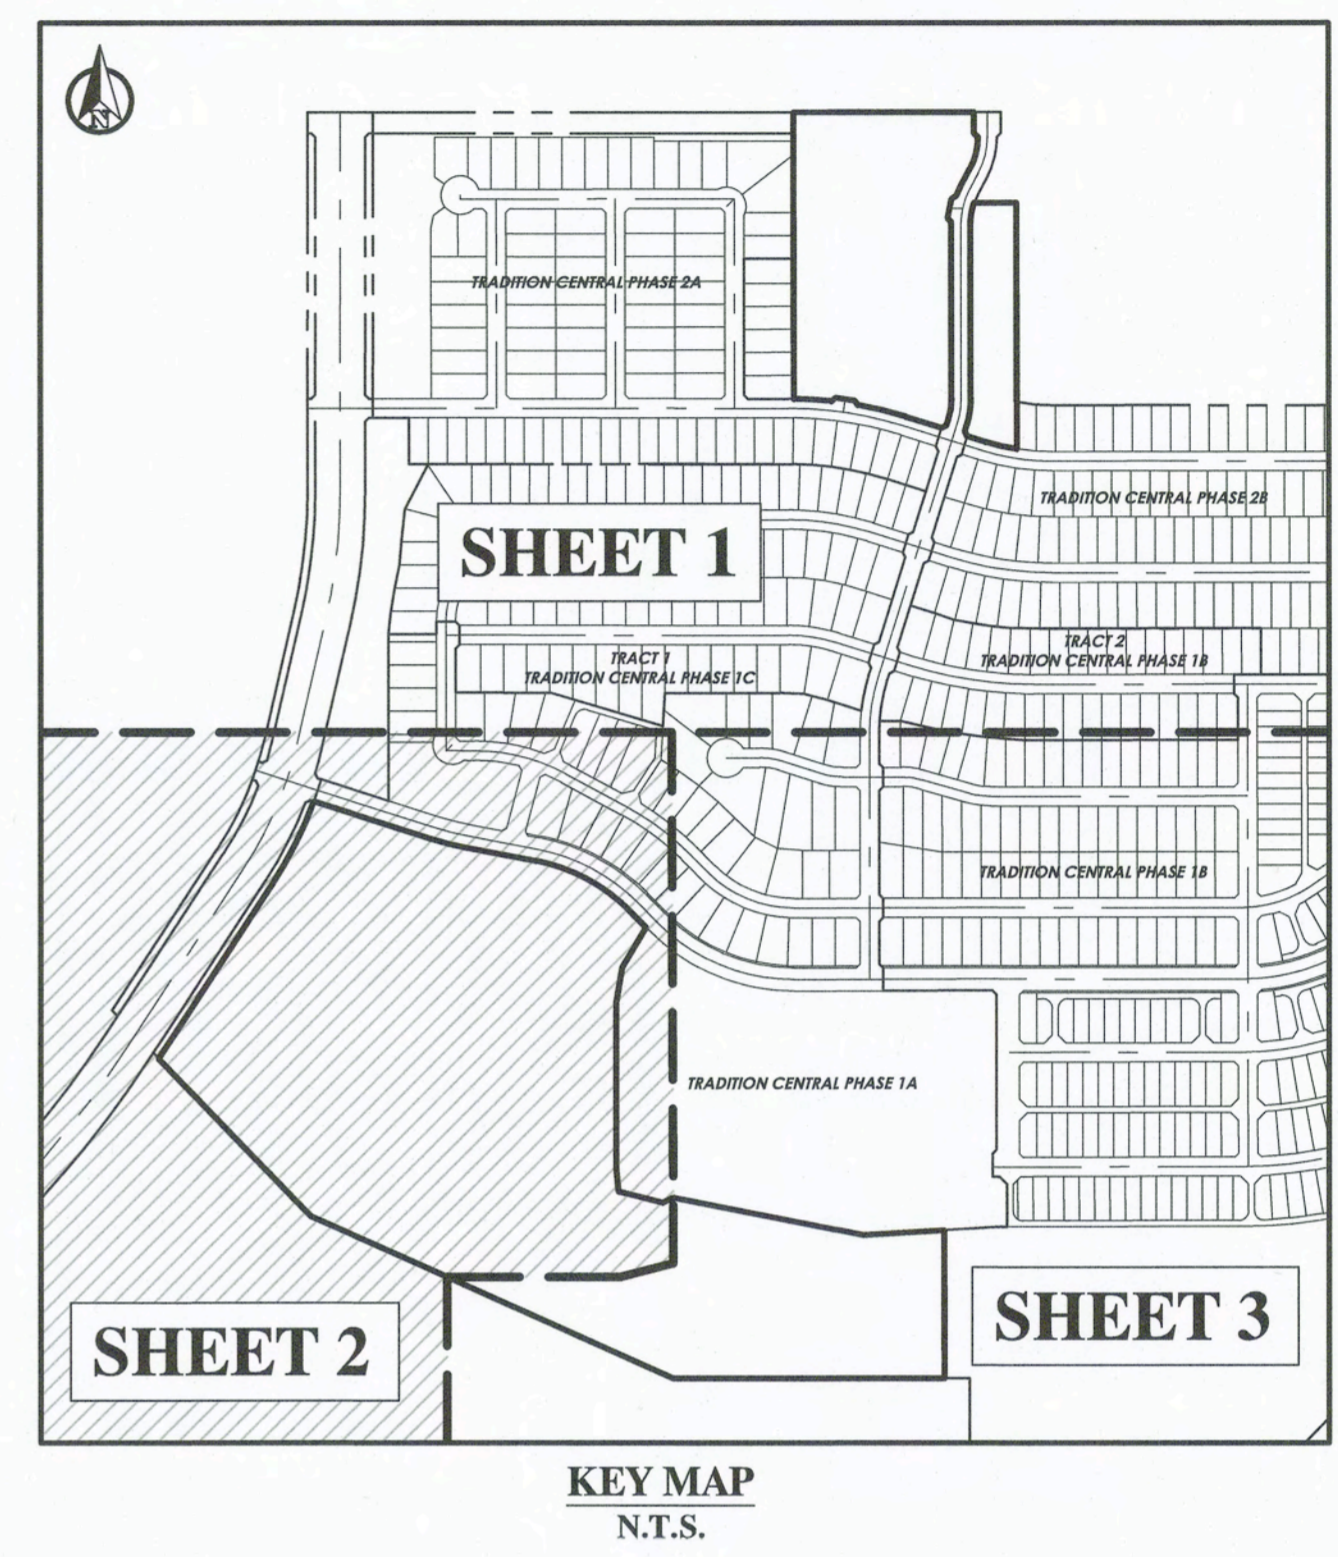 N
TRADITION CENTRAL PHASE 2A
TRADITION CENTRAL PHASE 2B
SHEET 1
TRACT 1
TRADITION CENTRAL PHASE 1C
TRACT 2
TRADITION CENTRAL PHASE 1B
TRADITION CENTRAL PHASE 1B
TRADITION CENTRAL PHASE 1A
SHEET 2
SHEET 3
KEY MAP
N.T.S.